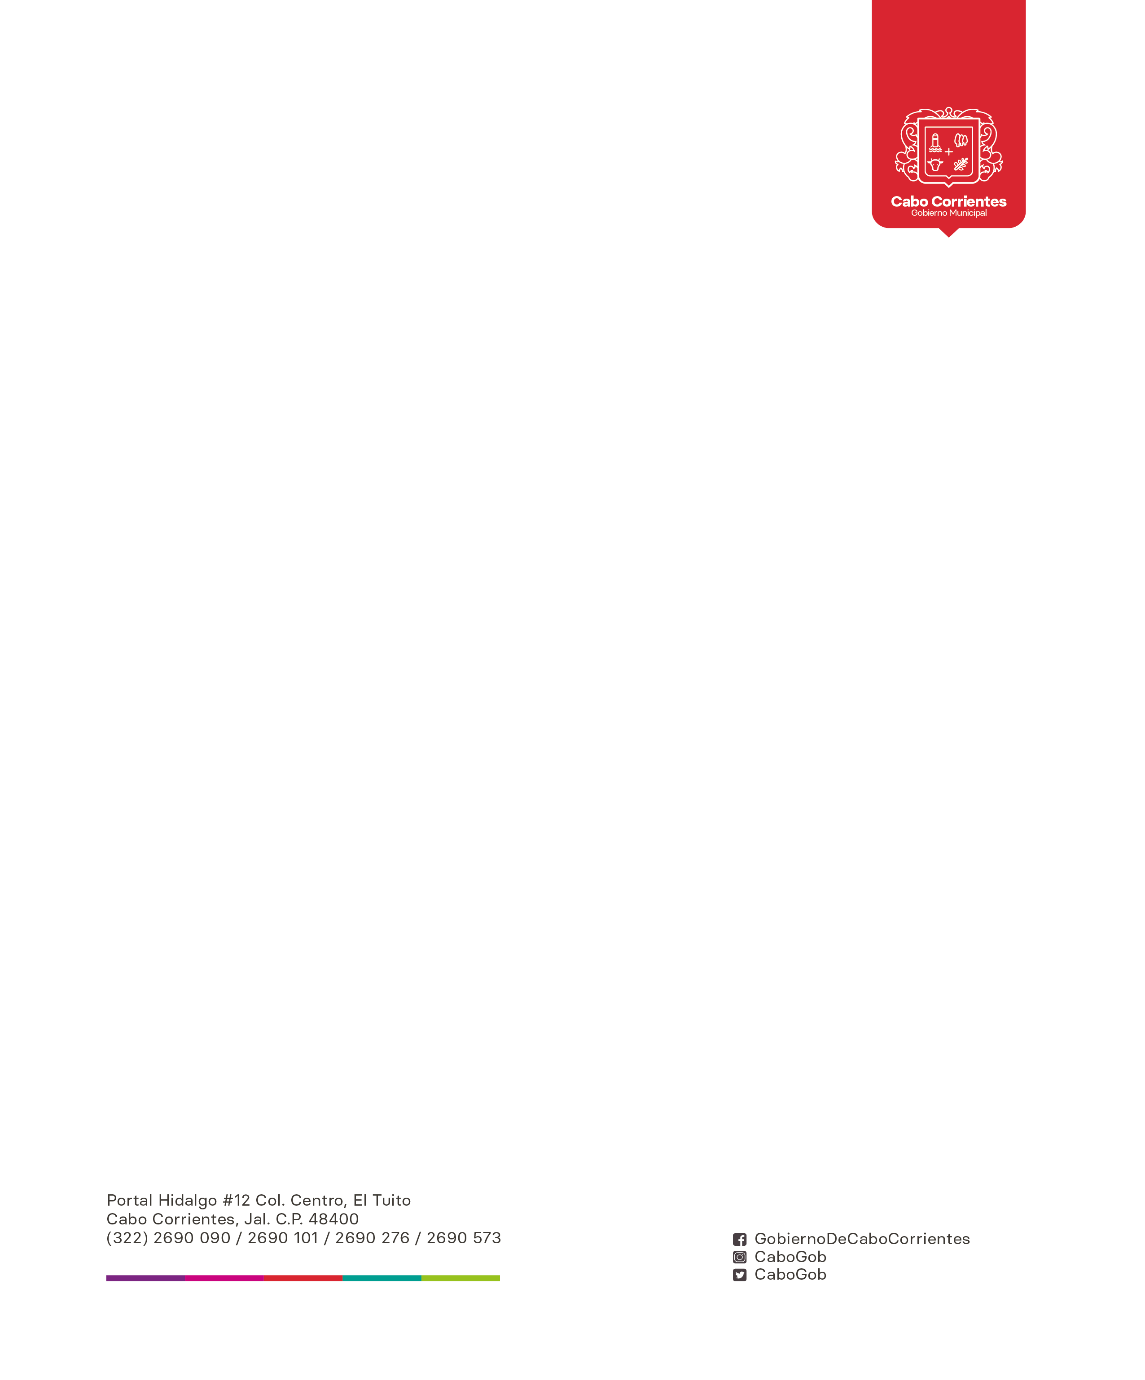 Cabo Corrientes
Gobierno Municipal
Portal Hidalgo #12 Col. Centro, El Tuito
Cabo Corrientes, Jal. C.P. 48400
(322) 2690 090 / 2690 101 / 2690 276 / 2690 573
GobiernoDeCaboCorrientes
CaboGob
CaboGob